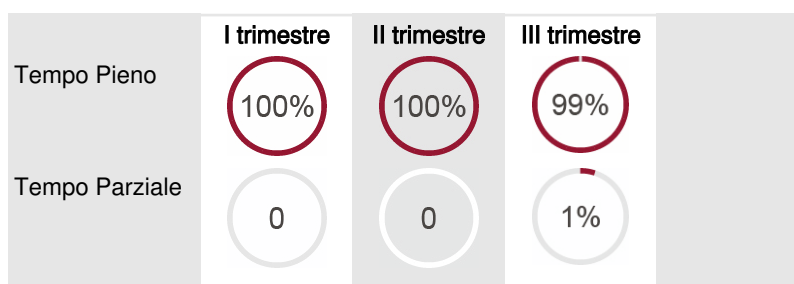 I trimestre II trimestre III trimestre
Tempo Pieno
100% 100% 99%
Tempo Parziale
0 0 1%